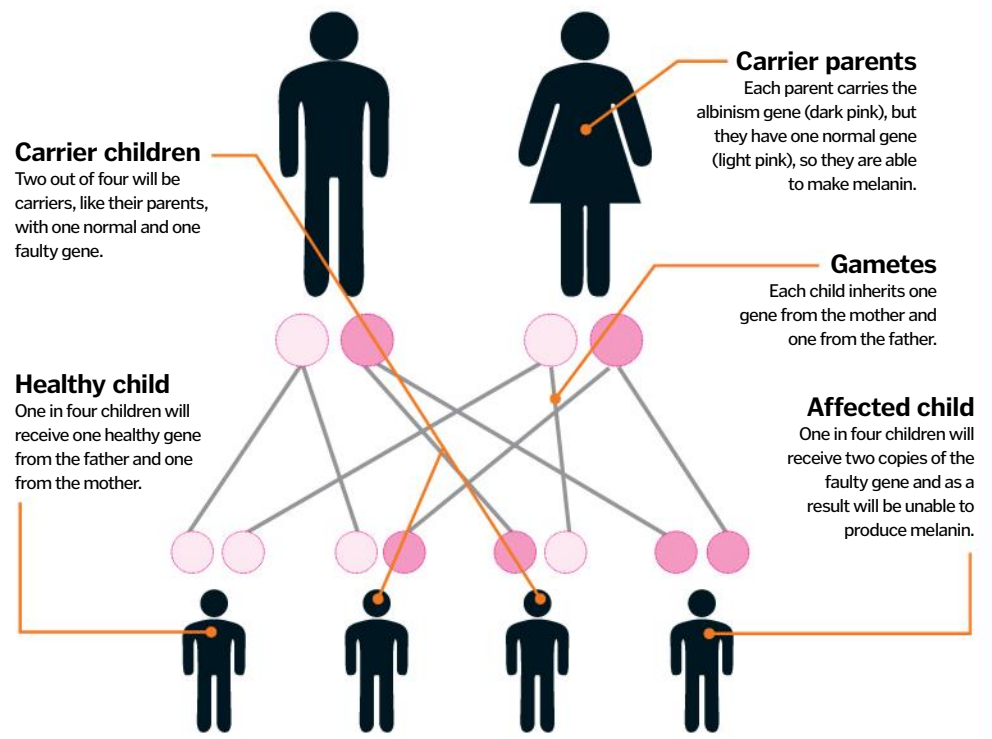 Carrier parents
Each parent carries the
albinism gene (dark pink), but
they have one normal gene
(light pink), so they are able
to make melanin.
Carrier children
Two out of four will be
carriers, like their parents,
with one normal and one
faulty gene.
Gametes
Each child inherits one
gene from the mother and
one from the father.
Healthy child
One in four children will
receive one healthy gene
from the father and one
from the mother.
Affected child
One in four children will
receive two copies of the
faulty gene and as a
result will be unable to
produce melanin.